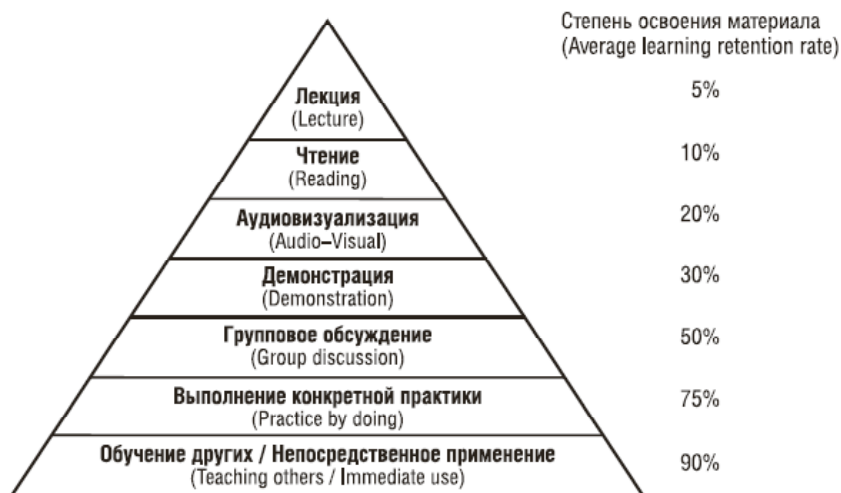 Степень освоения материала
(Average learning retention rate)
Лекция
(Lecture)
5%
Чтение
(Reading)
10%
Аудиовизуализация
(Audio–Visual)
20%
Демонстрация
(Demonstration)
30%
Групповое обсуждение
(Group discussion)
50%
Выполнение конкретной практики
(Practice by doing)
75%
Обучение других / Непосредственное применение
(Teaching others / Immediate use)
90%